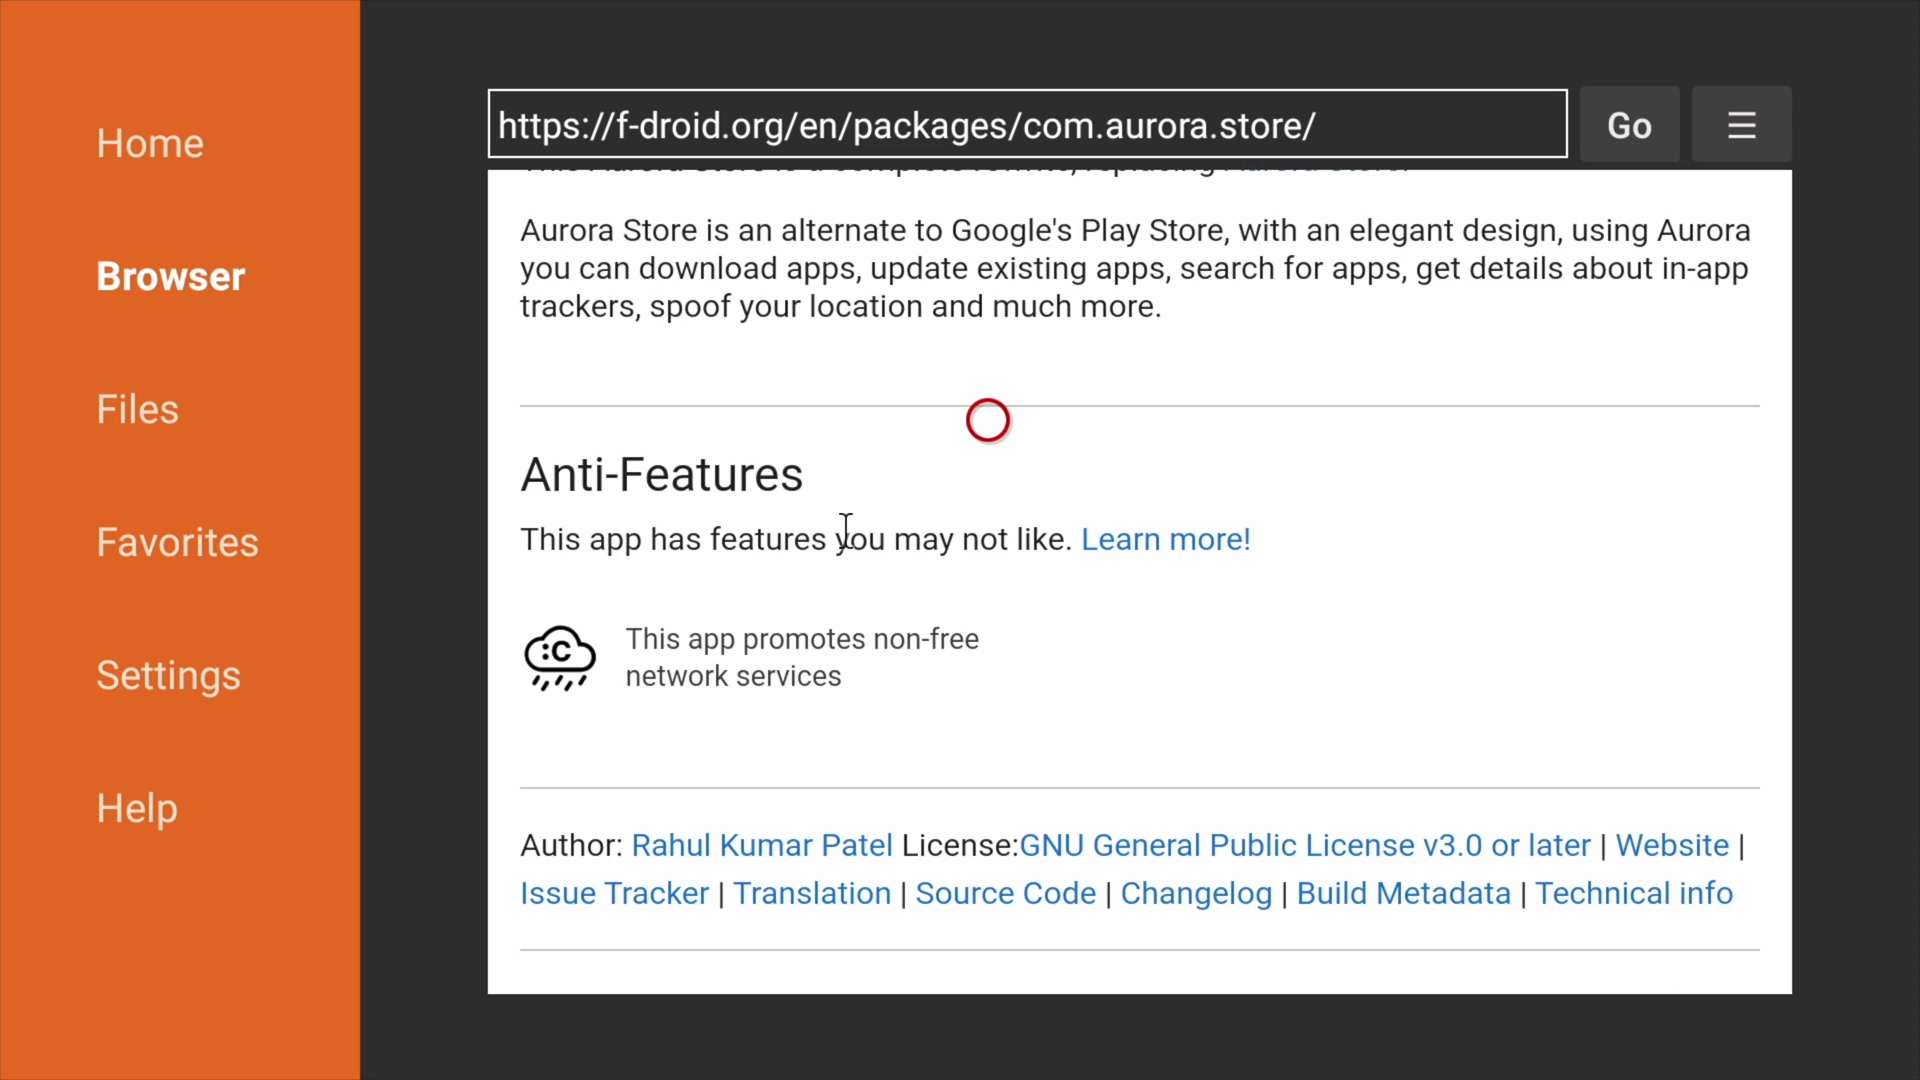 Home
Browser
Files
Favorites
Settings
Help
https://f-droid.org/en/packages/com.aurora.store/
Go
Aurora Store is an alternate to Google's Play Store, with an elegant design, using Aurora
you can download apps, update existing apps, search for apps, get details about in-app
trackers, spoof your location and much more.
Anti-Features
This app has features you may not like. Learn more!
:C
This app promotes non-free
network services
Author: Rahul Kumar Patel License:GNU General Public License v3.0 or later | Website |
Issue Tracker | Translation | Source Code | Changelog | Build Metadata | Technical info